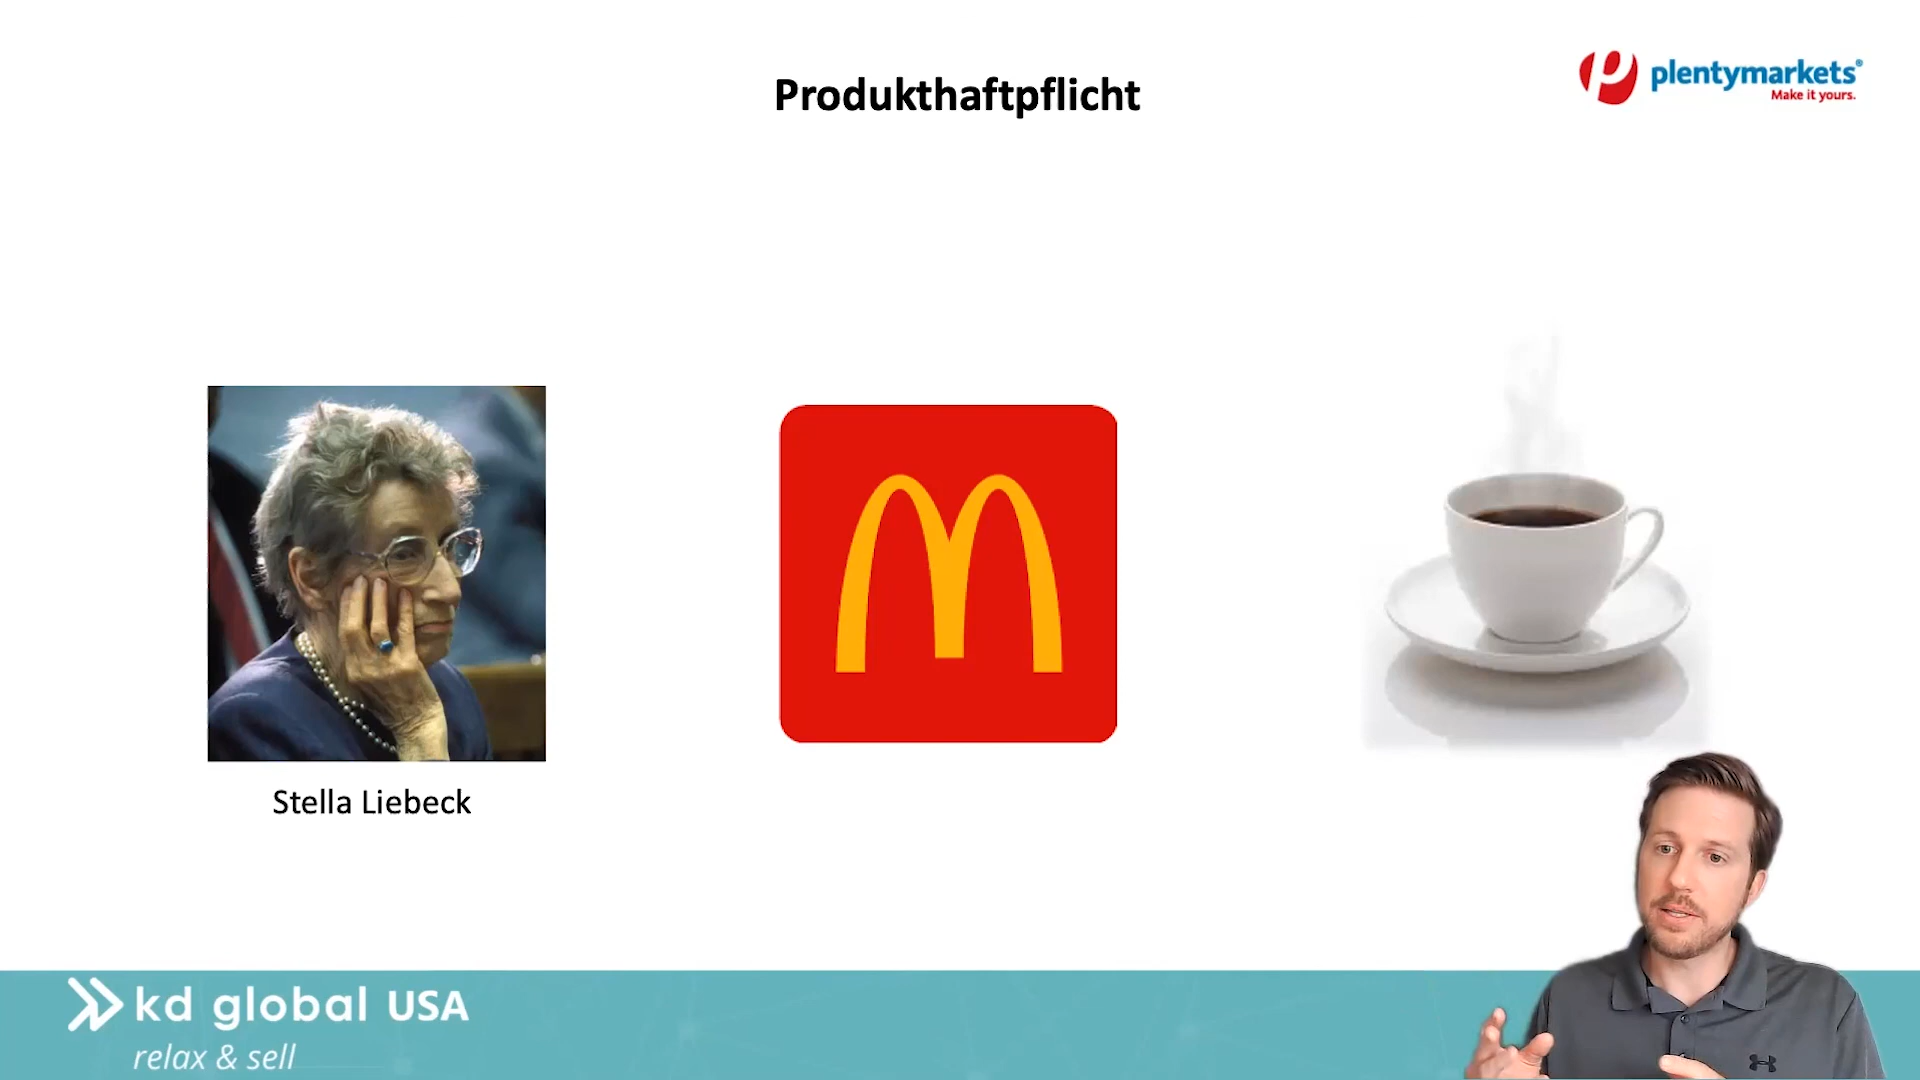 Produkthaftpflicht
plentymarkets®
Make it yours.
Stella Liebeck
kd global USA
relax & sell